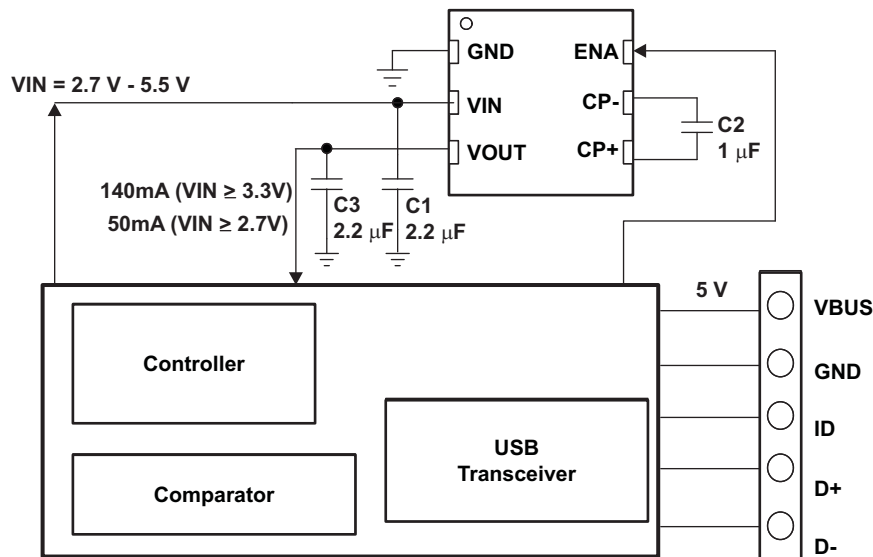 GND ENA
VIN = 2.7 V - 5.5 V
VIN CP-
C2
1 μF
VOUT CP+
140mA (VIN ≥ 3.3V)
50mA (VIN ≥ 2.7V)
C3
2.2 μF
C1
2.2 μF
5 V
VBUS
Controller
GND
ID
USB
Transceiver
D+
Comparator
D-